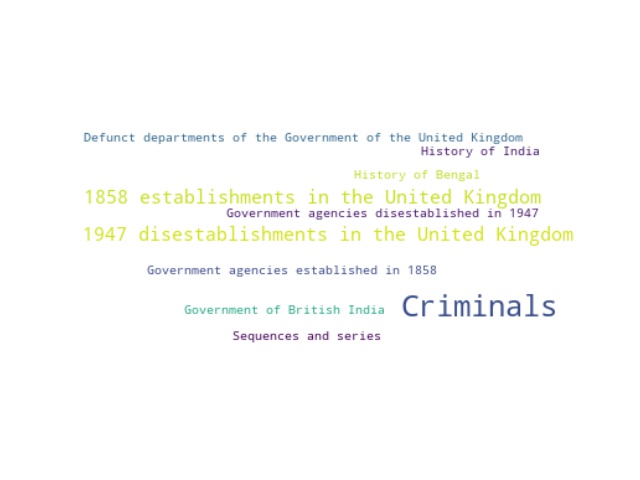 Defunct departments of the Government of the United Kingdom
History of India
History of Bengal
1858 establishments in the United Kingdom
Government agencies disestablished in 1947
1947 disestablishments in the United Kingdom
Government agencies established in 1858
Criminals
Government of British India
Sequences and series